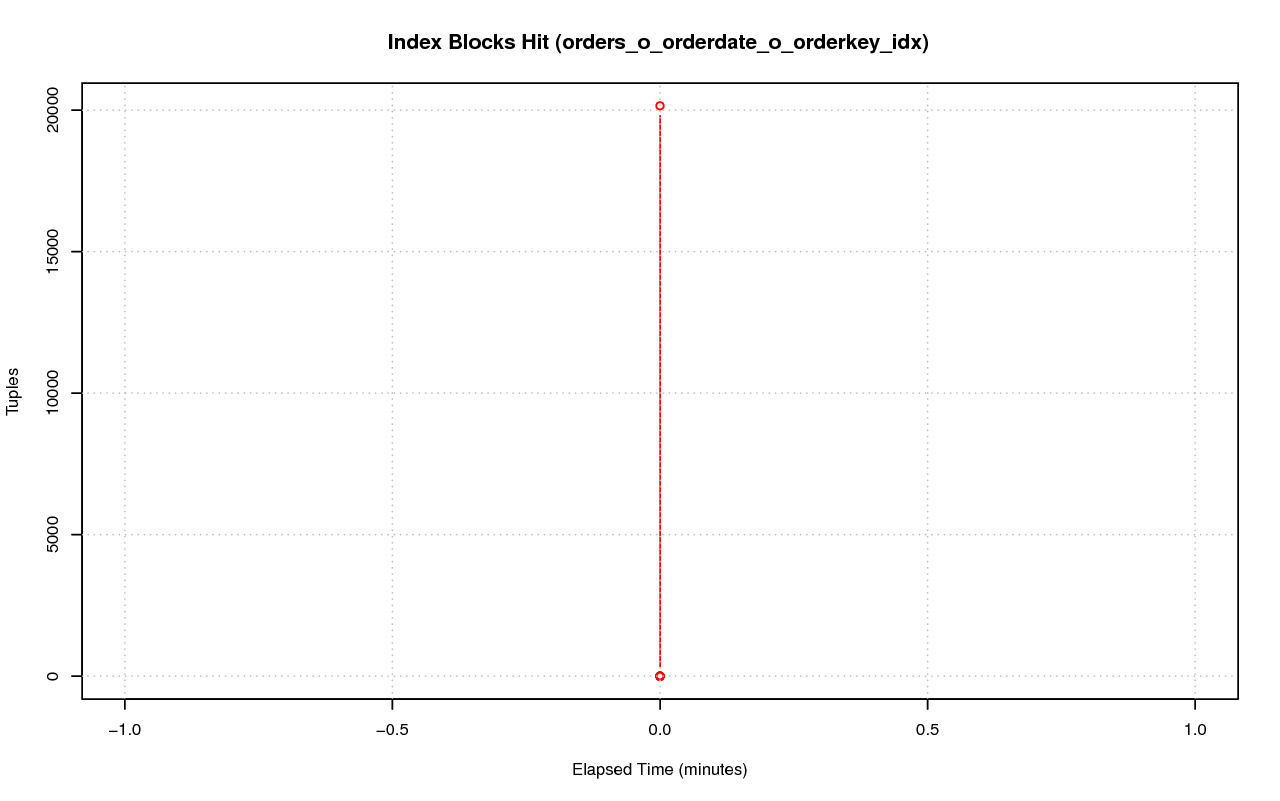 Index Blocks Hit (orders_o_orderdate_o_orderkey_idx)
Tuples
20000
15000
10000
5000
0
−1.0 −0.5 0.0 0.5 1.0
Elapsed Time (minutes)